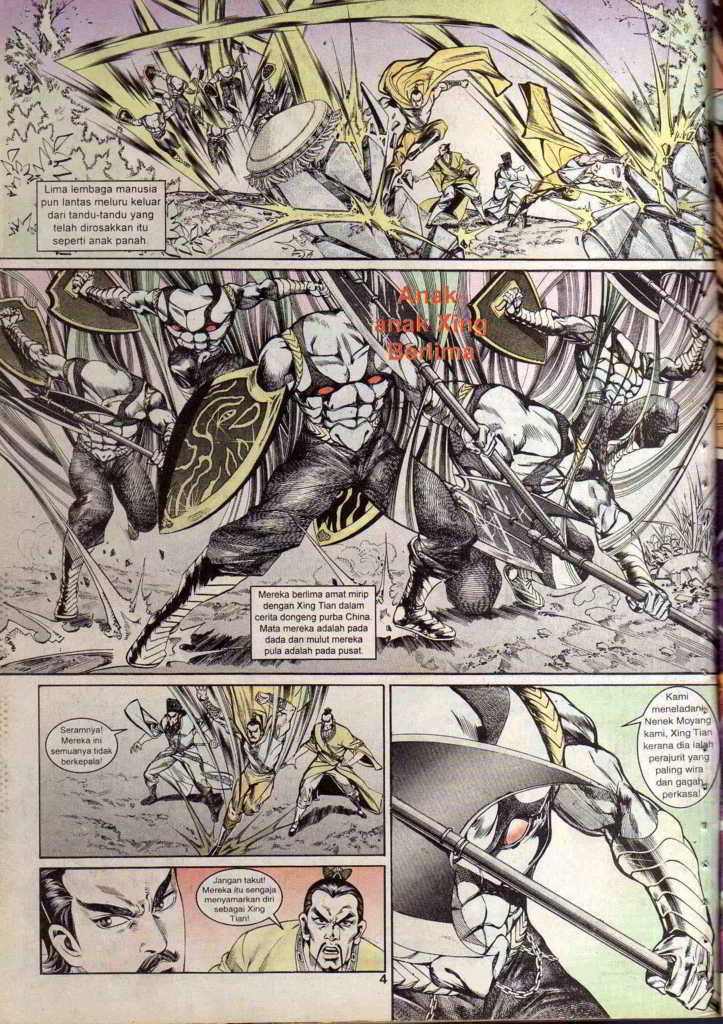 Lima lembaga manusia
pun lantas meluru keluar
dari tandu-tandu yang
telah dirosakkan itu
seperti anak panah.
Anak-
anak Xing
Berlima
Mereka berlima amat mirip
dengan Xing Tian dalam
cerita dongeng purba China.
Mata mereka adalah pada
dada dan mulut mereka
pula adalah pada pusat.
Seramnya!
Mereka ini
semuanya tidak
berkepala!
Kami
meneladani
Nenek Moyang
kami, Xing Tian
kerana dia ialah
perajurit yang
paling wira
dan gagah
perkasa!
Jangan takut!
Mereka itu sengaja
menyamarkan diri
sebagai Xing
Tian!
4